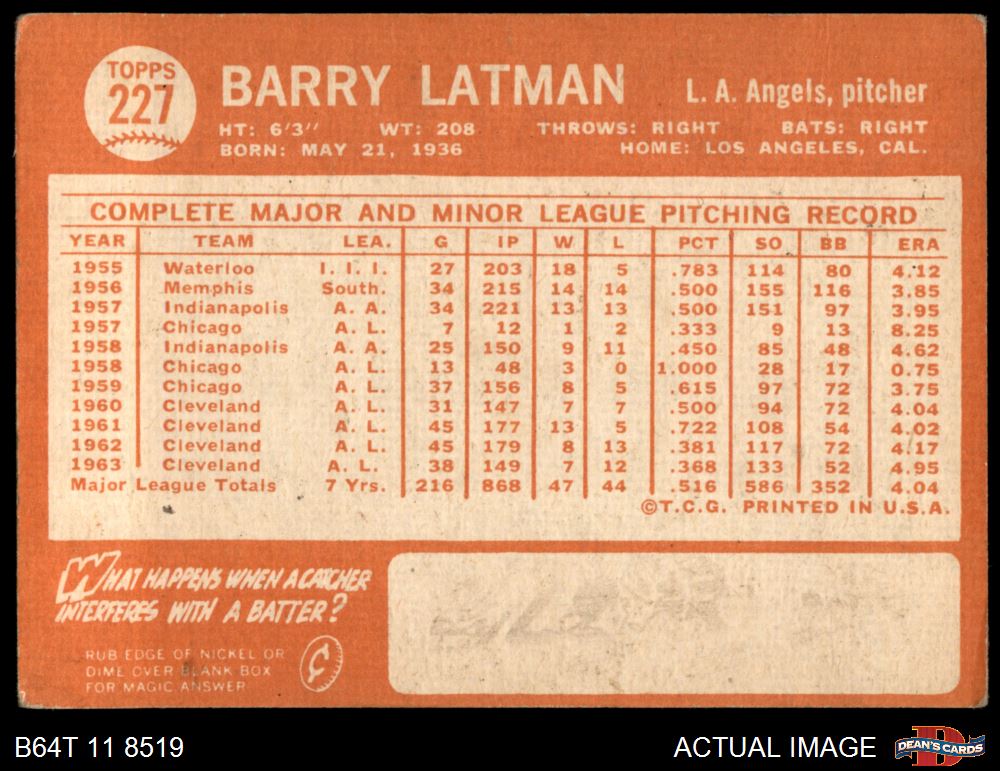 TOPPS
227
BARRY LATMAN L. A. Angels, pitcher
HT: 6'3" WT: 208 THROWS: RIGHT BATS: RIGHT
BORN: MAY 21, 1936 HOME: LOS ANGELES, CAL.
COMPLETE MAJOR AND MINOR LEAGUE PITCHING RECORD
YEAR TEAM LEA. G IP W L PCT SO BB ERA
1955 Waterloo I. I. I. 27 203 18 5 .783 114 80 4.12
1956 Memphis South. 34 215 14 14 .500 155 116 3.85
1957 Indianapolis A. A. 34 221 13 13 .500 151 97 3.95
1957 Chicago A. L. 7 12 1 2 .333 9 13 8.25
1958 Indianapolis A. A. 25 150 9 11 .450 85 48 4.62
1958 Chicago A. L. 13 48 3 0 1.000 28 17 0.75
1959 Chicago A. L. 37 156 8 5 .615 97 72 3.75
1960 Cleveland A. L. 31 147 7 7 .500 94 72 4.04
1961 Cleveland A. L. 45 177 13 5 .722 108 54 4.02
1962 Cleveland A. L. 45 179 8 13 .381 117 72 4.17
1963 Cleveland A. L. 38 149 7 12 .368 133 52 4.95
Major League Totals 7 Yrs. 216 868 47 44 .516 586 352 4.04
©T.C.G. PRINTED IN U.S.A.
WHAT HAPPENS WHEN A CATCHER
INTERFERES WITH A BATTER?
RUB EDGE OF NICKEL OR
DIME OVER BLANK BOX
FOR MAGIC ANSWER
¢
B64T 11 8519 ACTUAL IMAGE DEAN'S CARDS